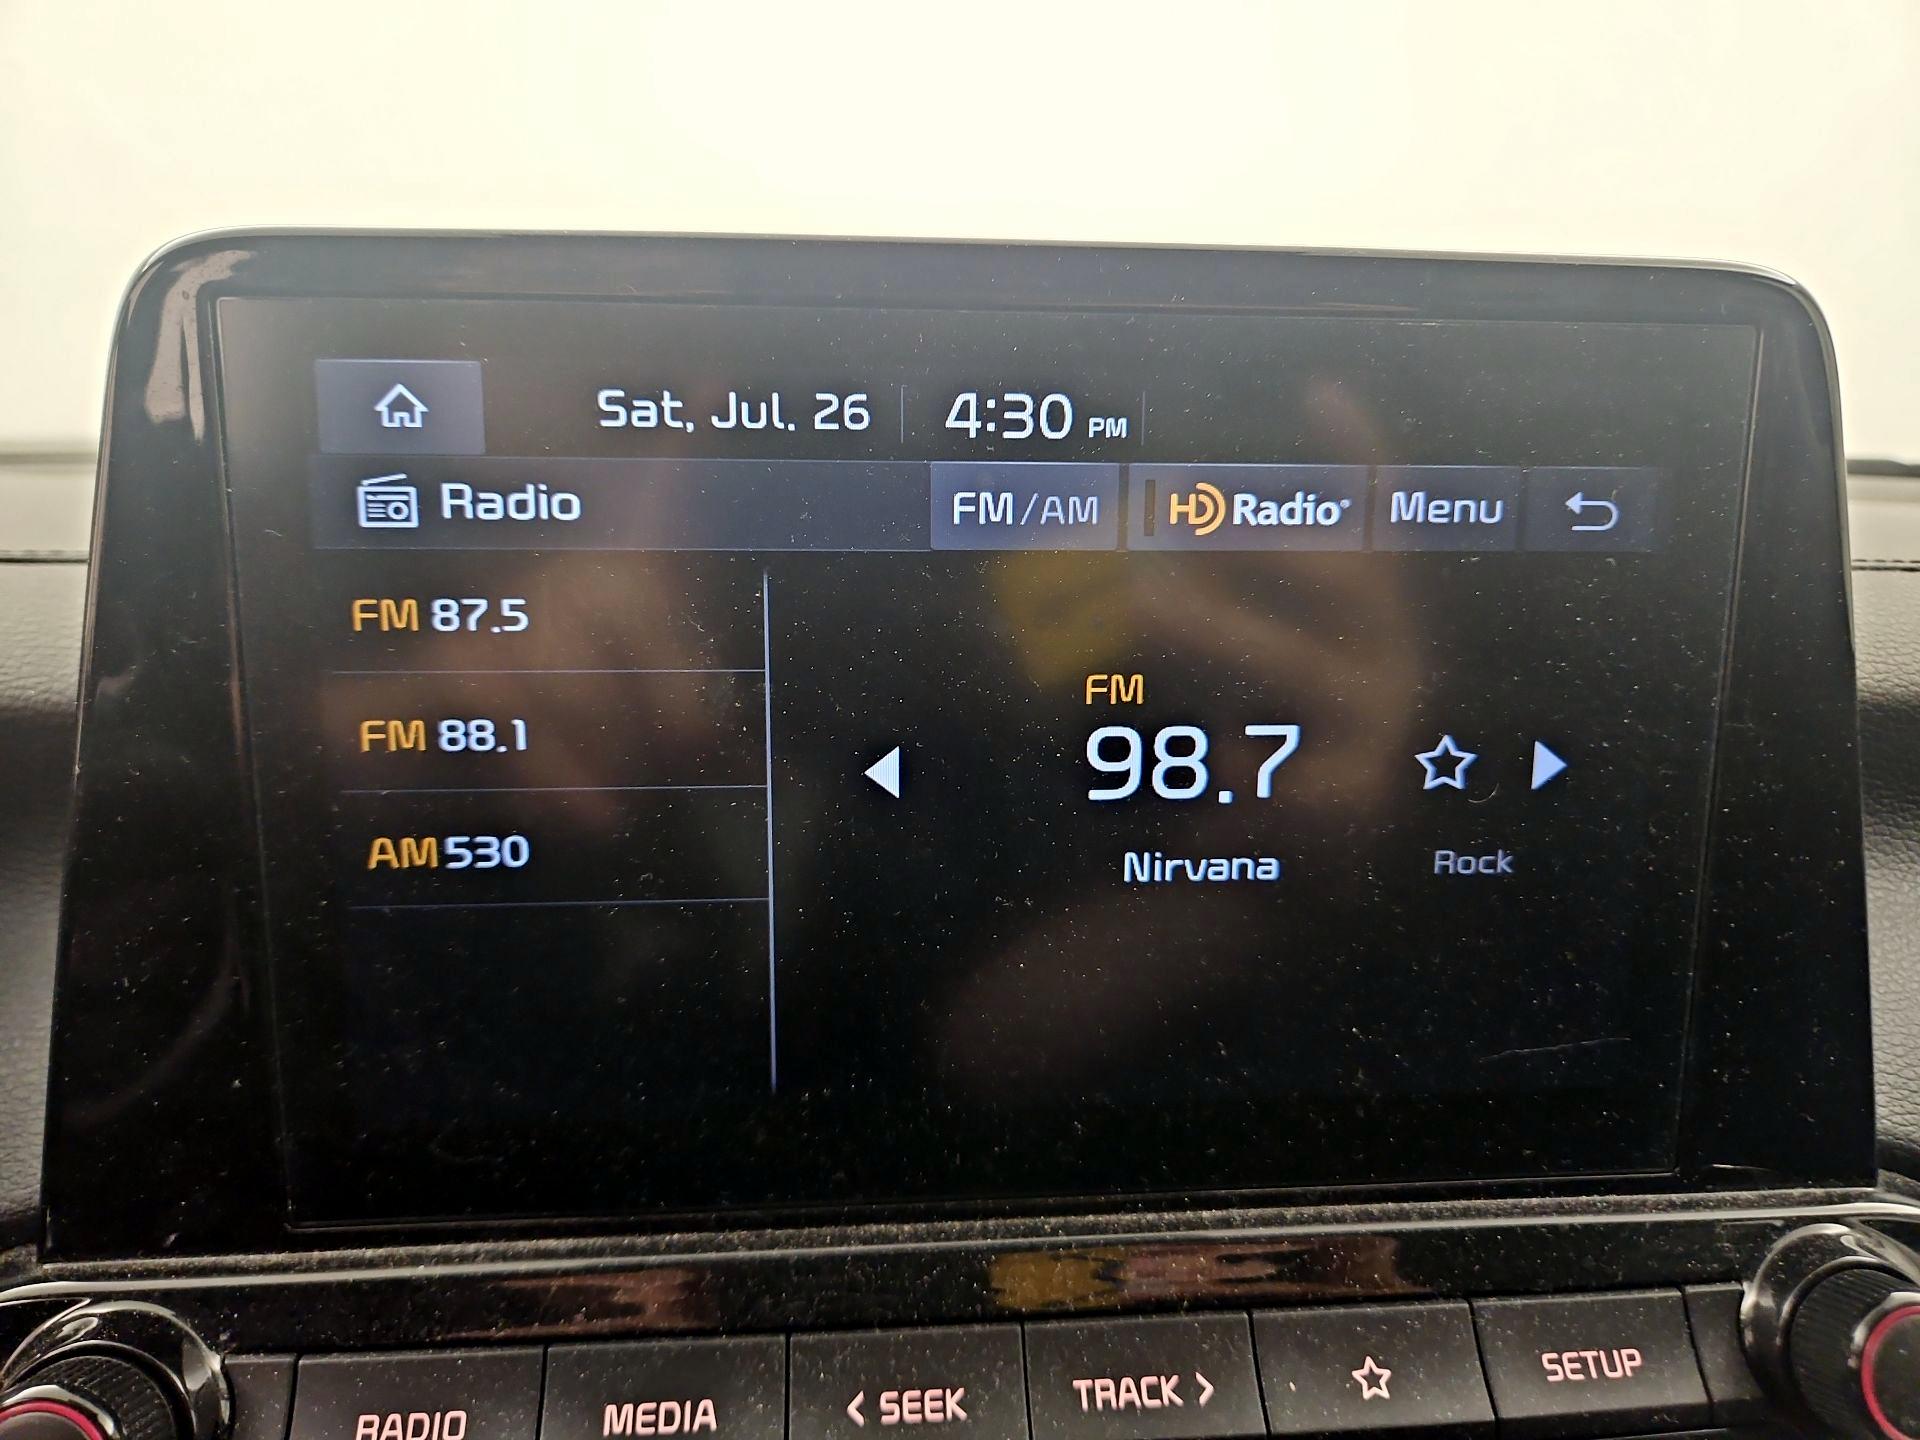 Sat, Jul. 26 4:30 PM
Radio FM/AM HD Radio® Menu
FM 87.5
FM 88.1
AM 530
FM
98.7
Nirvana Rock
RADIO MEDIA < SEEK TRACK > SETUP